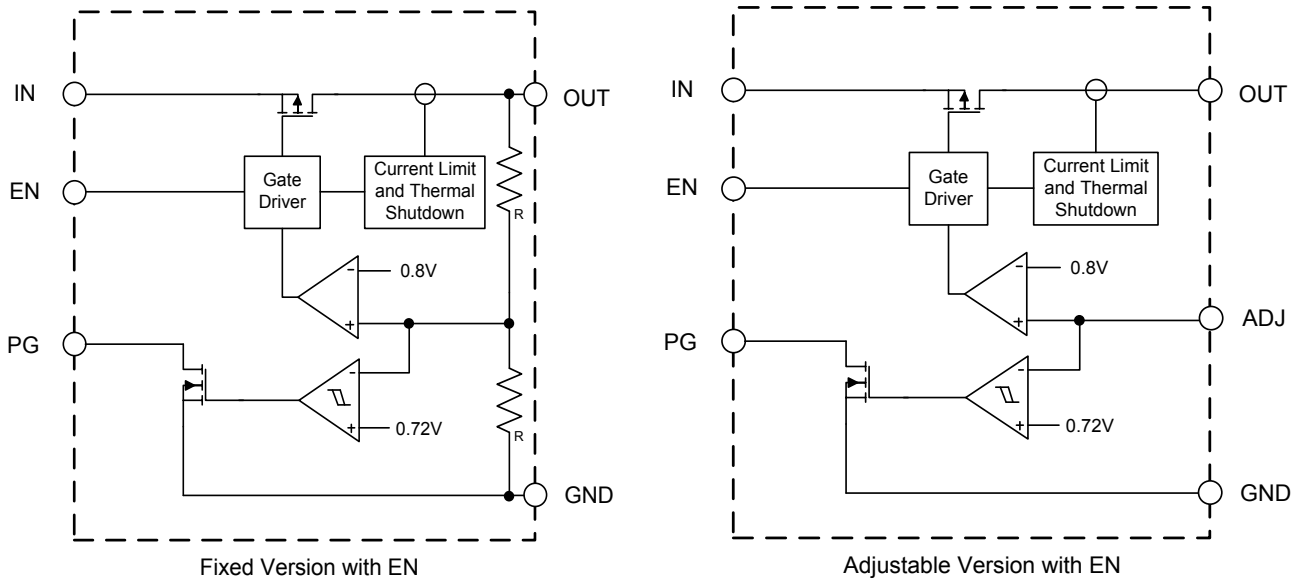 IN
OUT
EN
Gate
Driver
Current Limit
and Thermal
Shutdown
R
-
0.8V
+
PG
-
+
0.72V
R
GND
Fixed Version with EN
IN
OUT
EN
Gate
Driver
Current Limit
and Thermal
Shutdown
-
0.8V
+
ADJ
PG
-
+
0.72V
GND
Adjustable Version with EN